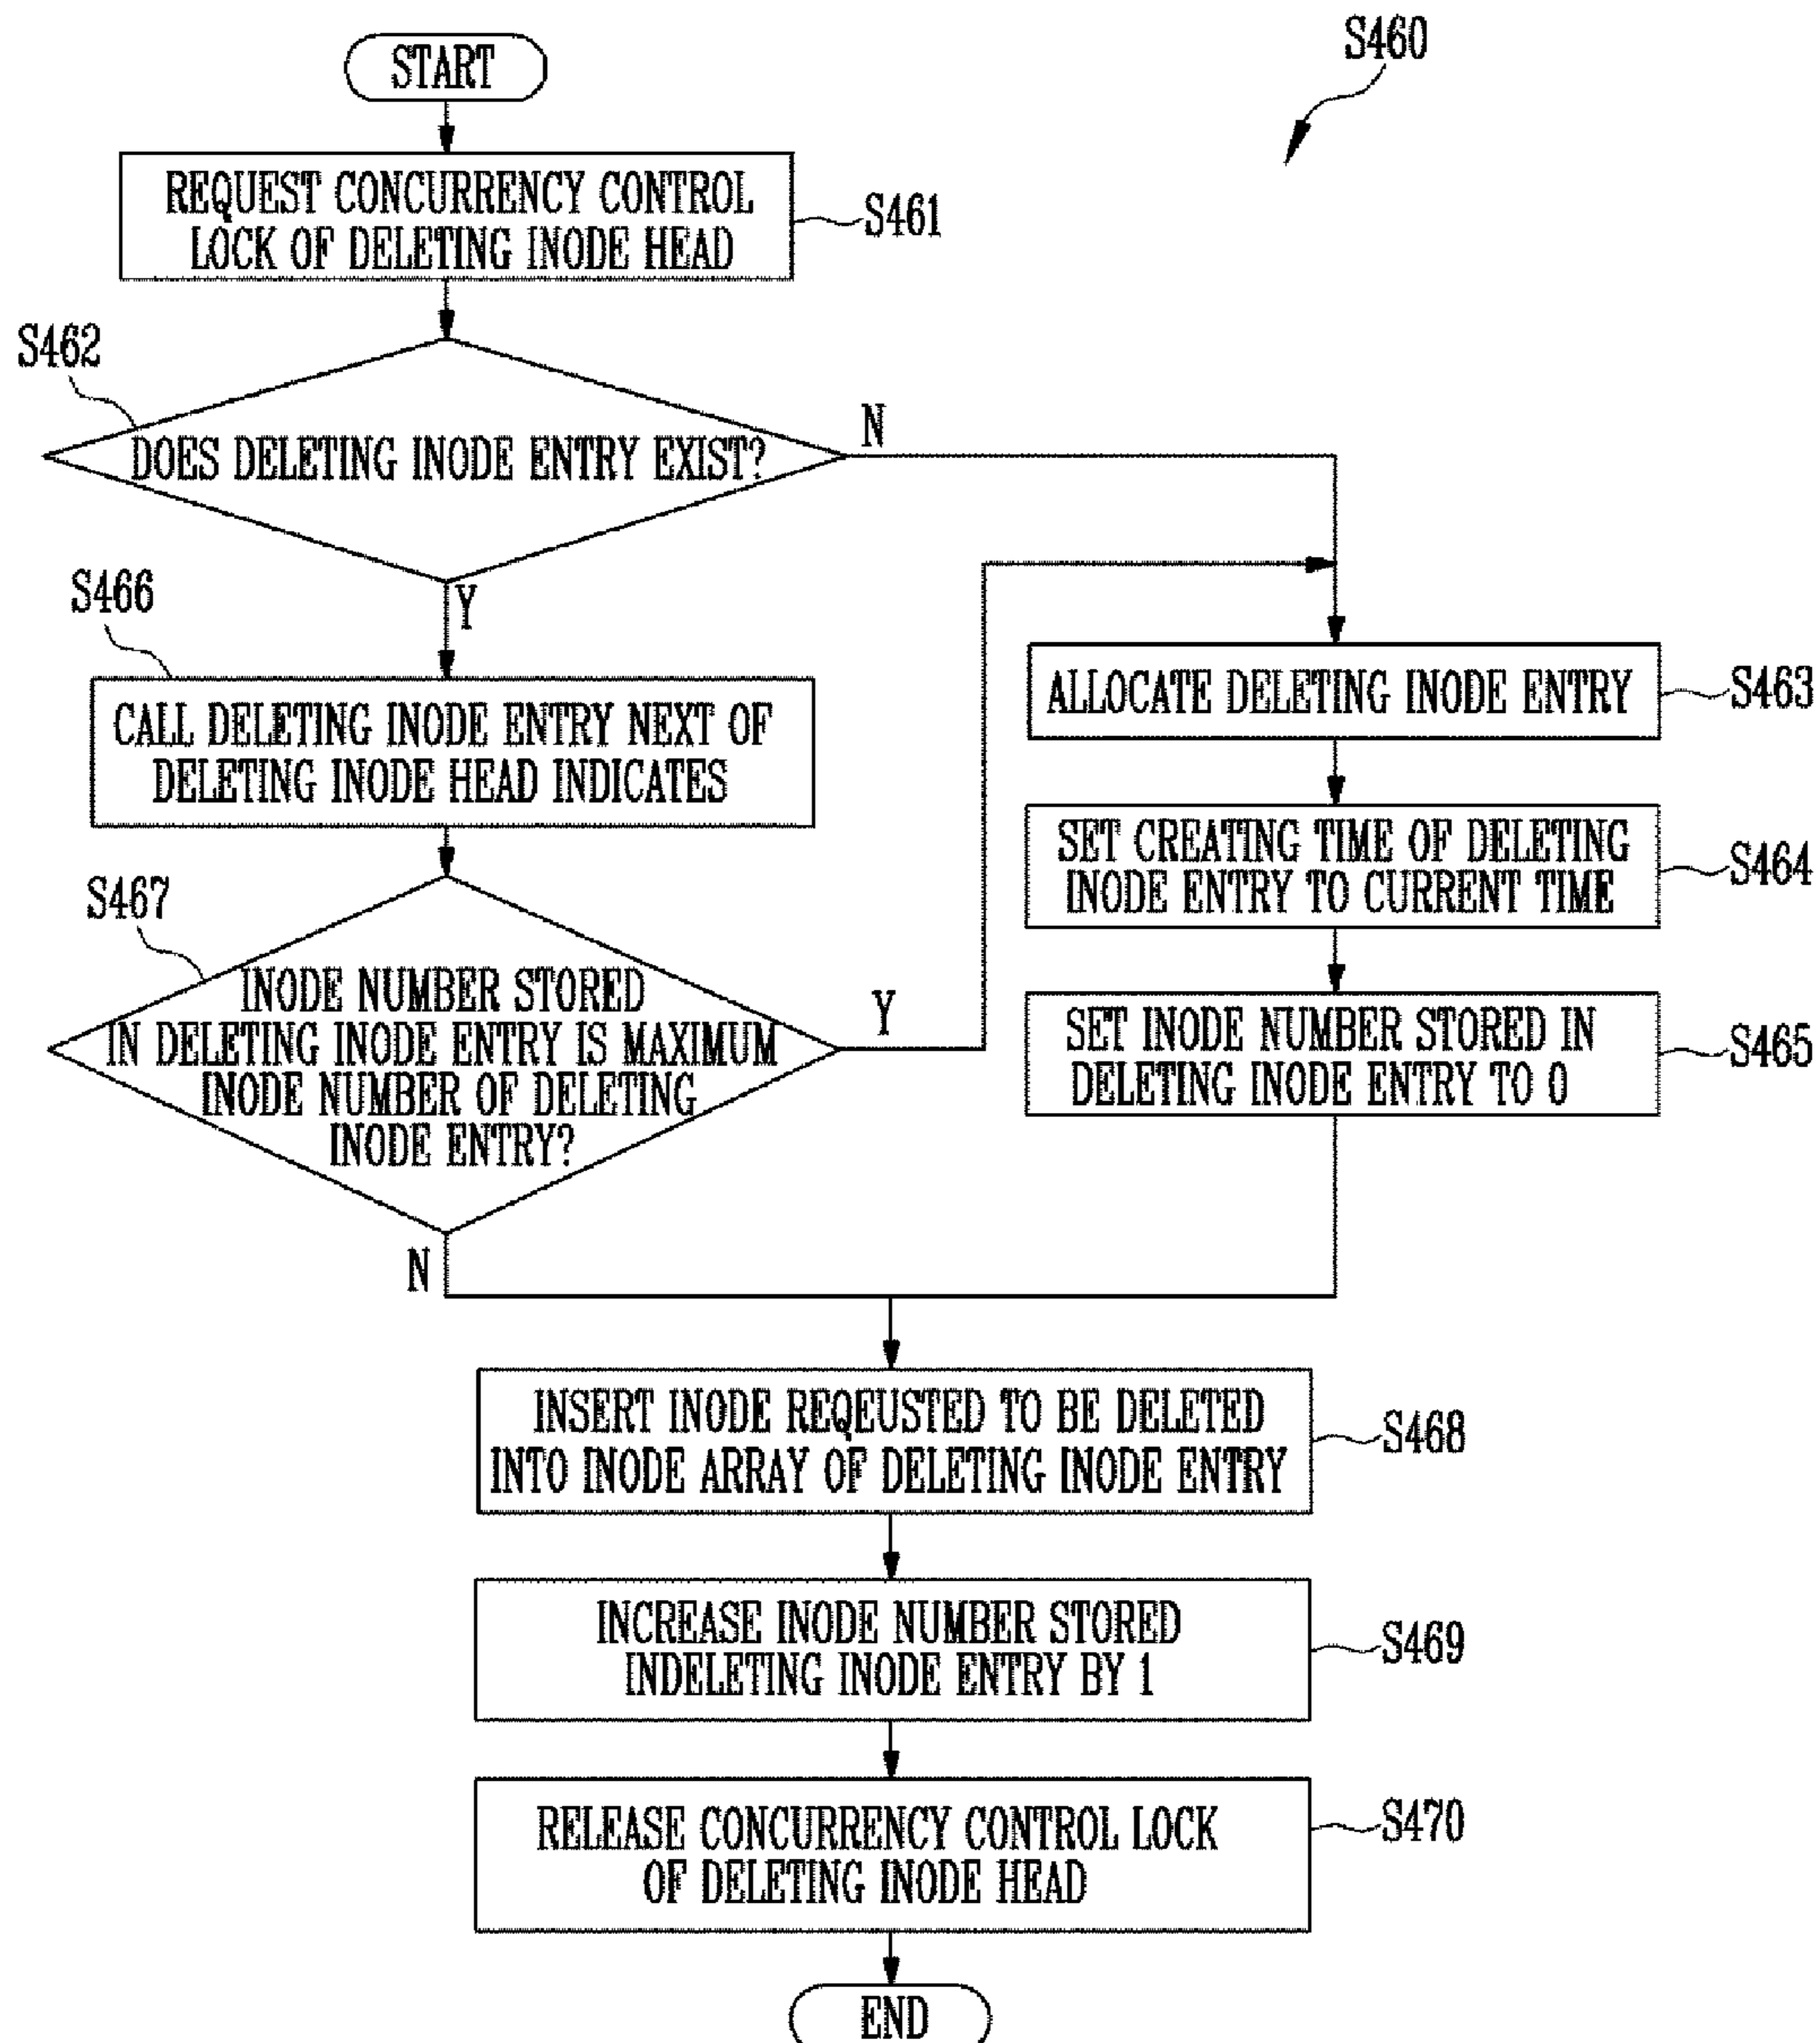 S460
START
REQUEST CONCURRENCY CONTROL
LOCK OF DELETING INODE HEAD
S461
S462
DOES DELETING INODE ENTRY EXIST?
N
Y
S466
CALL DELETING INODE ENTRY NEXT OF
DELETING INODE HEAD INDICATES
ALLOCATE DELETING INODE ENTRY
S463
SET CREATING TIME OF DELETING
INODE ENTRY TO CURRENT TIME
S464
S467
INODE NUMBER STORED
IN DELETING INODE ENTRY IS MAXIMUM
INODE NUMBER OF DELETING
INODE ENTRY?
Y
N
SET INODE NUMBER STORED IN
DELETING INODE ENTRY TO 0
S465
INSERT INODE REQEUSTED TO BE DELETED
INTO INODE ARRAY OF DELETING INODE ENTRY
S468
INCREASE INODE NUMBER STORED
INDELETING INODE ENTRY BY 1
S469
RELEASE CONCURRENCY CONTROL LOCK
OF DELETING INODE HEAD
S470
END